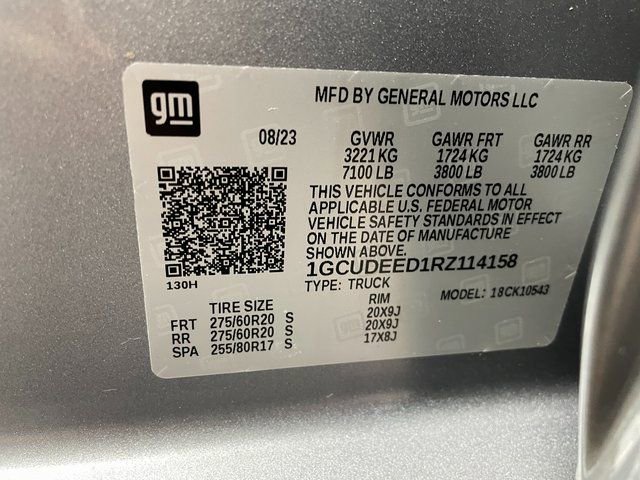 gm
MFD BY GENERAL MOTORS LLC
08/23 GVWR GAWR FRT GAWR RR
3221 KG 1724 KG 1724 KG
7100 LB 3800 LB 3800 LB
THIS VEHICLE CONFORMS TO ALL
APPLICABLE U.S. FEDERAL MOTOR
VEHICLE SAFETY STANDARDS IN EFFECT
ON THE DATE OF MANUFACTURE
SHOWN ABOVE.
1GCUDEED1RZ114158
130H
TYPE: TRUCK MODEL: 18CK10543
TIRE SIZE RIM
FRT 275/60R20 S 20X9J
RR 275/60R20 S 20X9J
SPA 255/80R17 S 17X8J